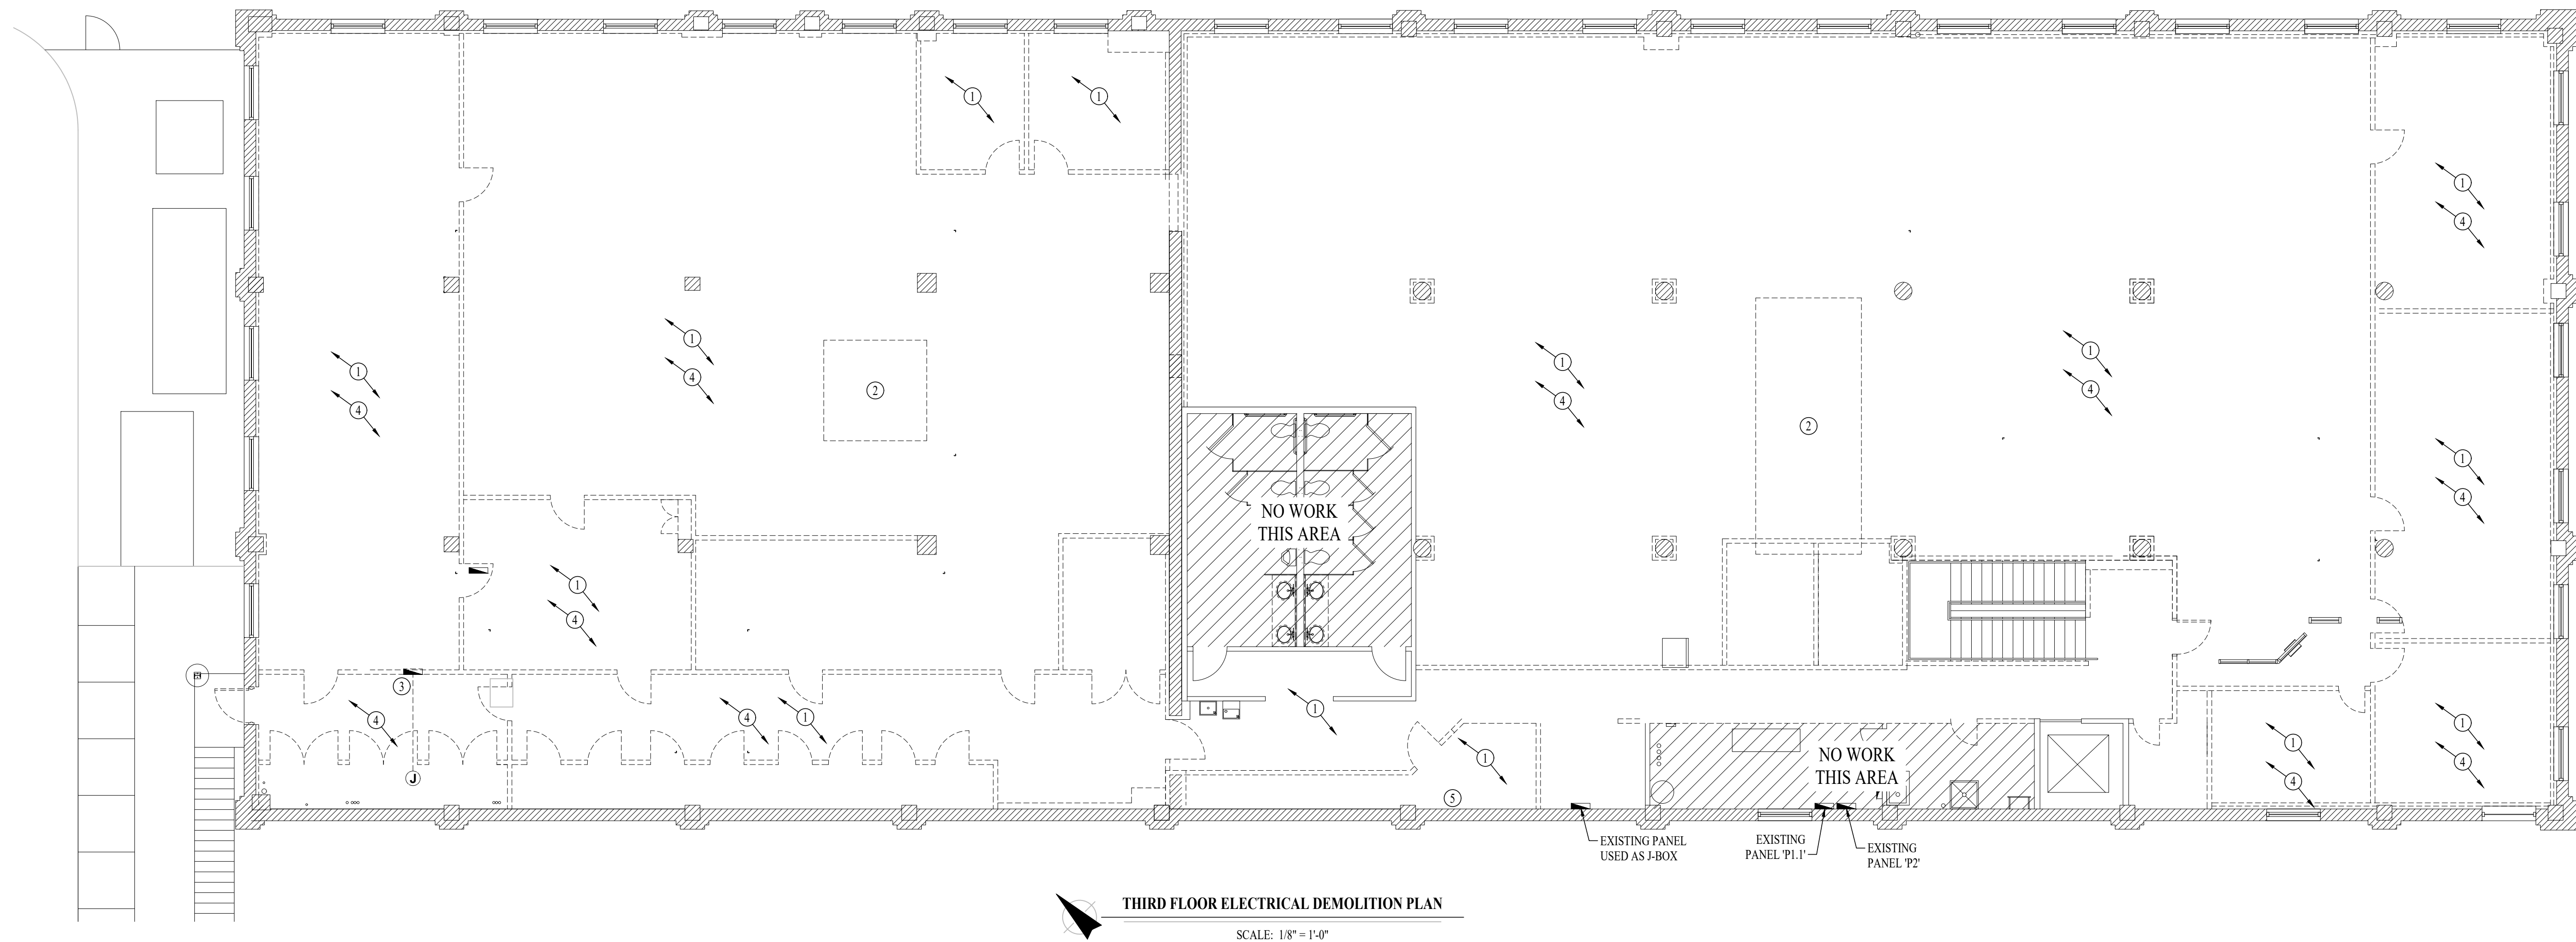 1
1
1
4
1
4
1
4
2
1
4
1
4
2
1
4
1
4
NO WORK
THIS AREA
1
4
3
4
4
1
J
1
1
5
NO WORK
THIS AREA
1
4
1
4
EXISTING PANEL
USED AS J-BOX
EXISTING
PANEL 'P1.1'
EXISTING
PANEL 'P2'
THIRD FLOOR ELECTRICAL DEMOLITION PLAN
SCALE: 1/8" = 1'-0"